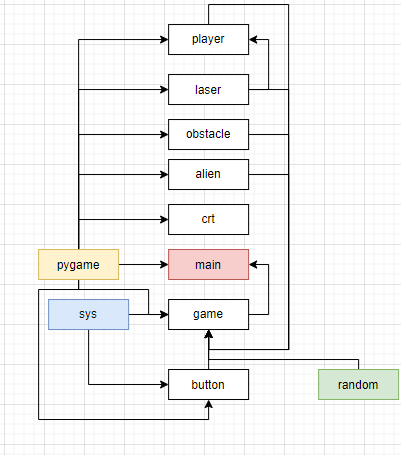 player
laser
obstacle
alien
crt
pygame
main
sys
game
button
random